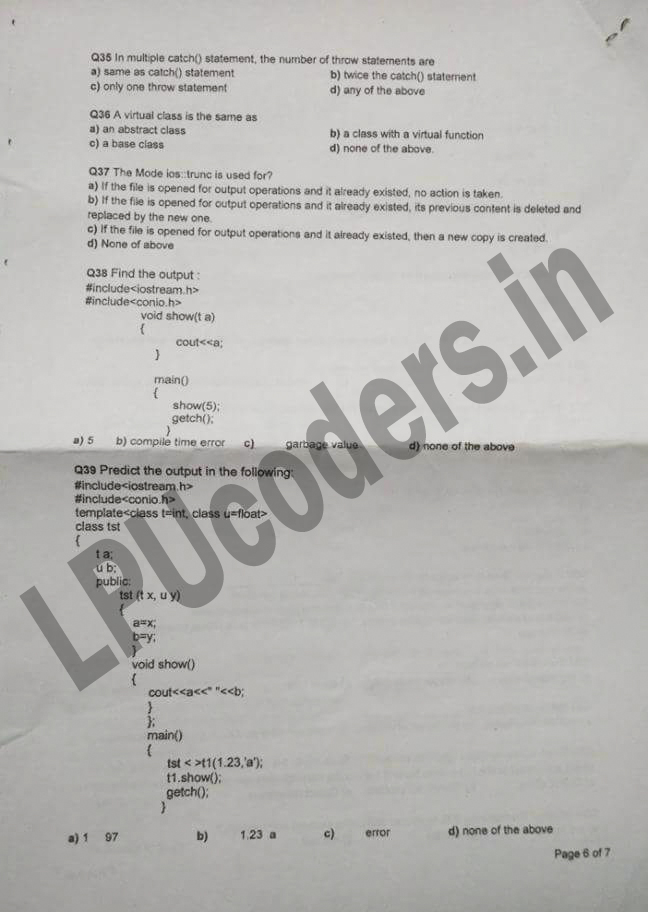 Q35 In multiple catch() statement, the number of throw statements are
a) same as catch() statement b) twice the catch() statement
c) only one throw statement d) any of the above
Q36 A virtual class is the same as
a) an abstract class b) a class with a virtual function
c) a base class d) none of the above.
Q37 The Mode ios::trunc is used for?
a) If the file is opened for output operations and it already existed, no action is taken.
b) If the file is opened for output operations and it already existed, its previous content is deleted and
replaced by the new one.
c) If the file is opened for output operations and it already existed, then a new copy is created.
d) None of above
Q38 Find the output :
#include<iostream.h>
#include<conio.h>
void show(t a)
{
cout<<a;
}
main()
{
show(5);
getch();
}
a) 5 b) compile time error c) garbage value d) none of the above
Q39 Predict the output in the following:
#include<iostream.h>
#include<conio.h>
template<class t=int, class u=float>
class tst
{
t a;
u b;
public:
tst (t x, u y)
{
a=x;
b=y;
}
void show()
{
cout<<a<<" "<<b;
}
};
main()
{
tst < >t1(1.23,'a');
t1.show();
getch();
}
a) 1 97 b) 1.23 a c) error d) none of the above
Page 6 of 7
LPUcoders.in